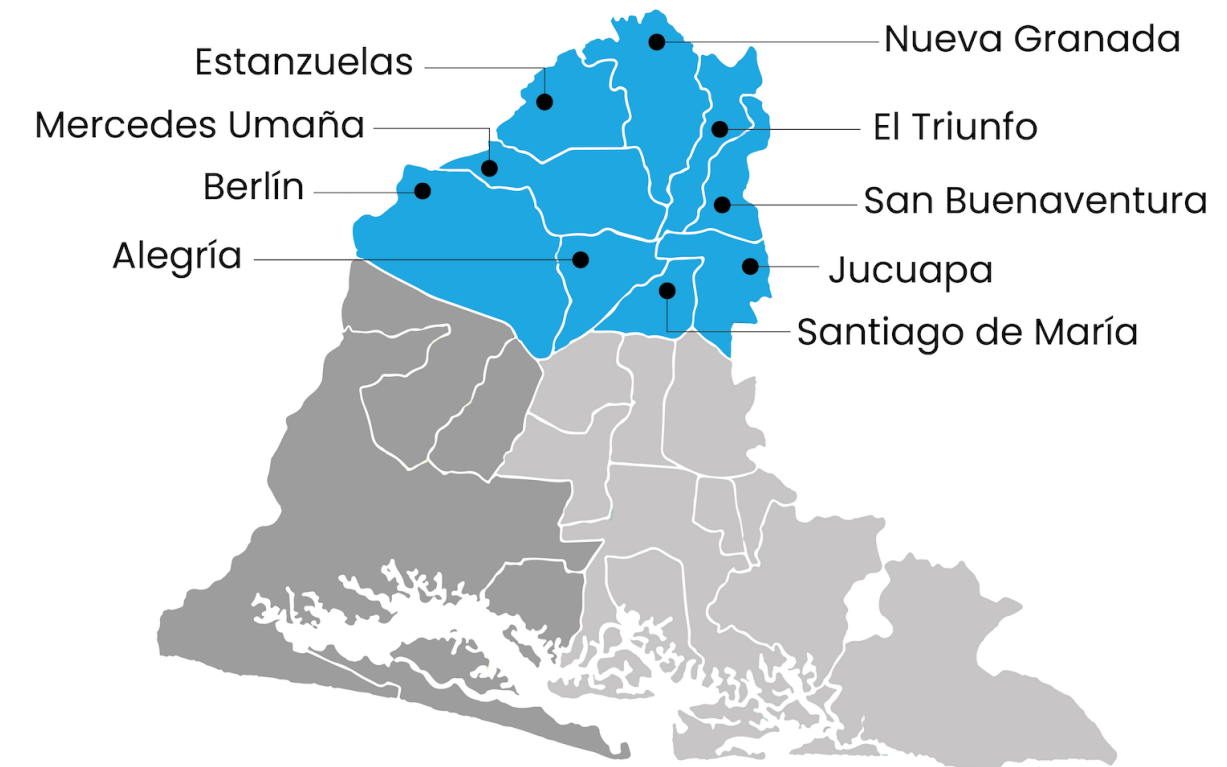 Estanzuelas
Mercedes Umaña
Berlín
Alegría
Nueva Granada
El Triunfo
San Buenaventura
Jucuapa
Santiago de María